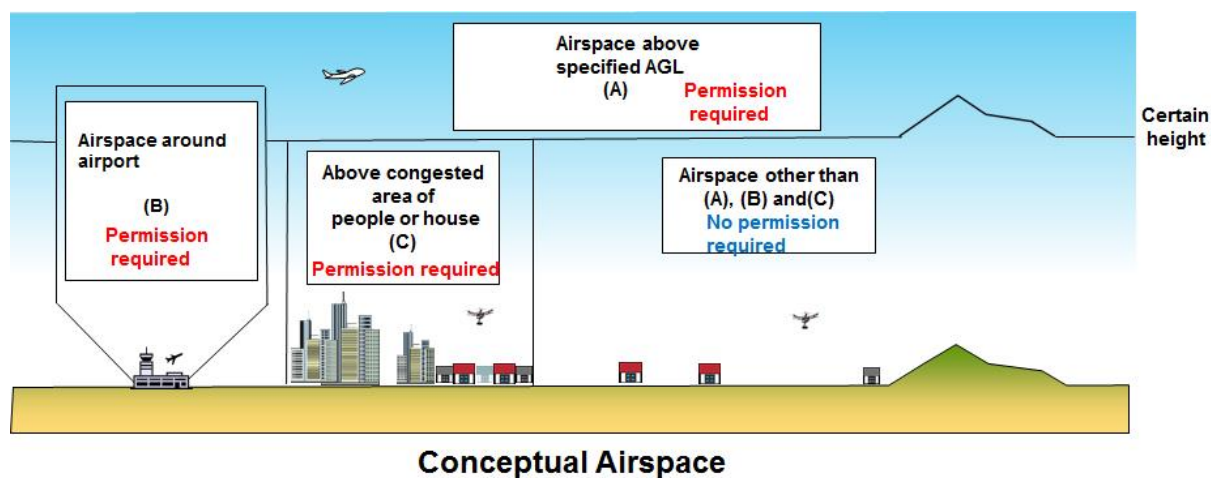 Airspace above
specified AGL
(A) Permission
required
Certain
height
Airspace around
airport
(B)
Permission
required
Above congested
area of
people or house
(C)
Permission required
Airspace other than
(A), (B) and(C)
No permission
required
Conceptual Airspace